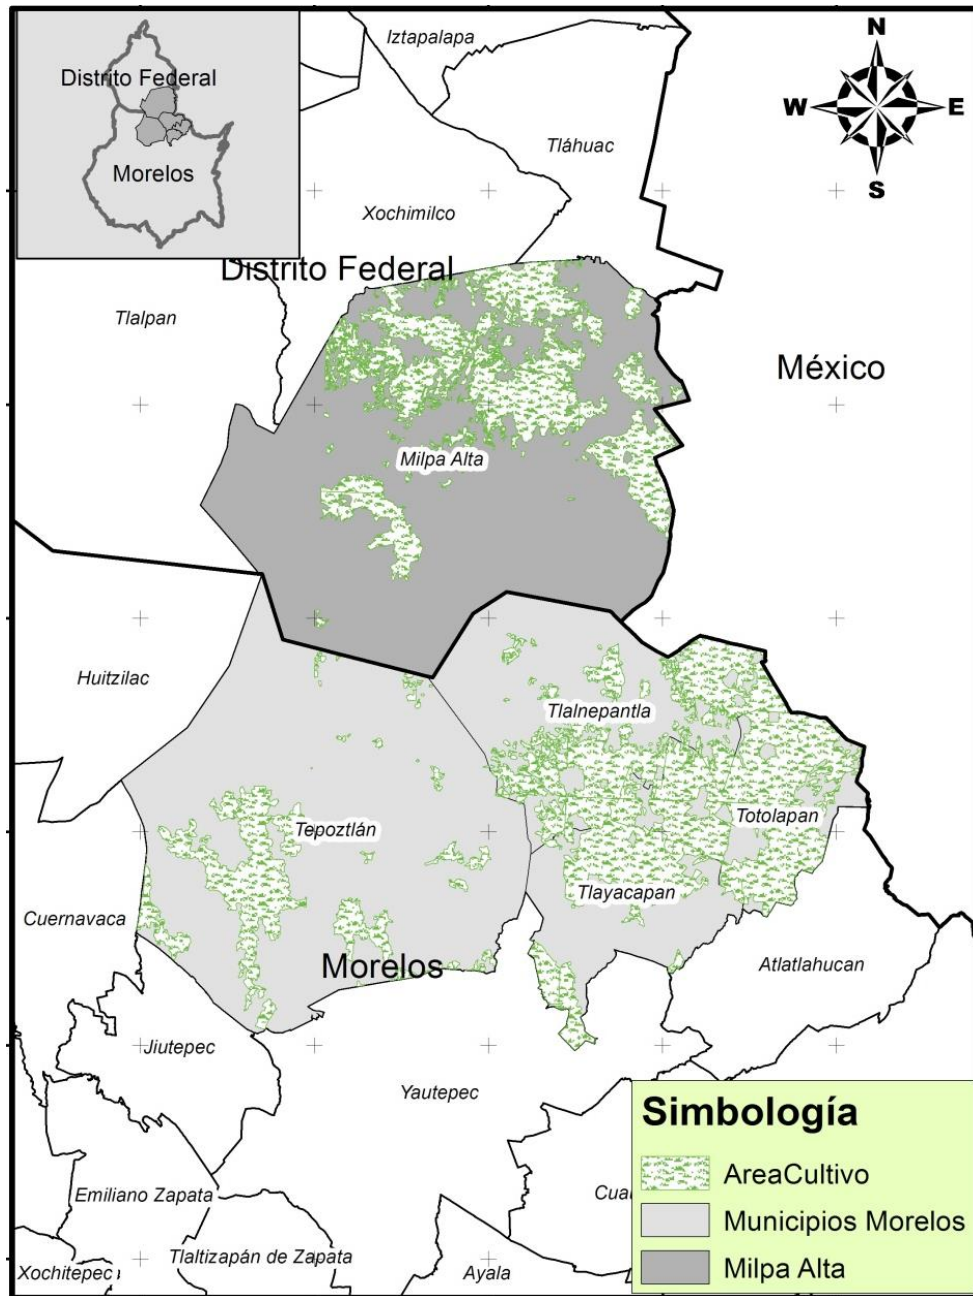 Distrito Federal
Morelos
N
W E
S
Iztapalapa
Tláhuac
Xochimilco
Distrito Federal
Tlalpan
México
Milpa Alta
Huitzilac
Tlalnepantla
Totolapan
Tepoztlán
Tlayacapan
Cuernavaca
Morelos
Atlatlahucan
Jiutepec
Yautepec
Simbología
AreaCultivo
Municipios Morelos
Milpa Alta
Emiliano Zapata
Cua
Tlaltizapán de Zapata
Xochitepec
Ayala